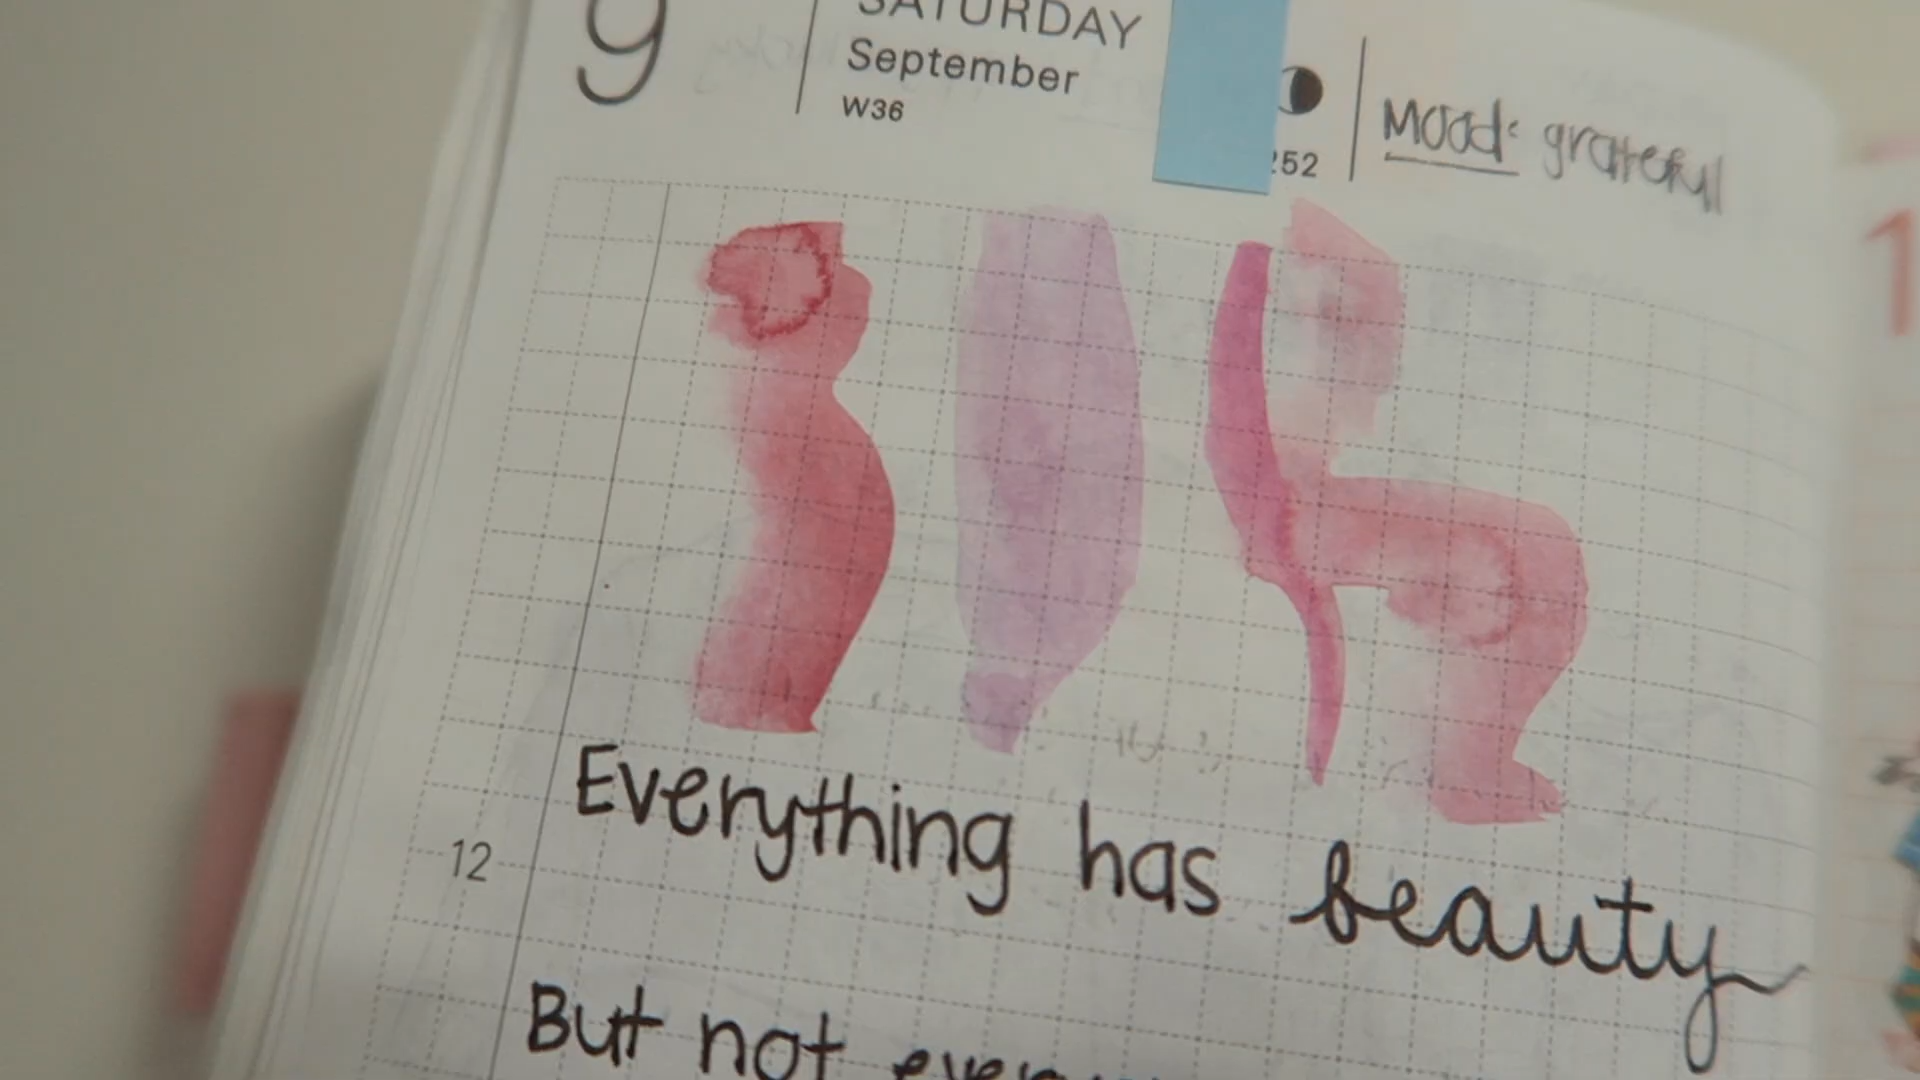 9
SATURDAY
September
W36
252
Mood: grateful
Everything has beauty
12
But not